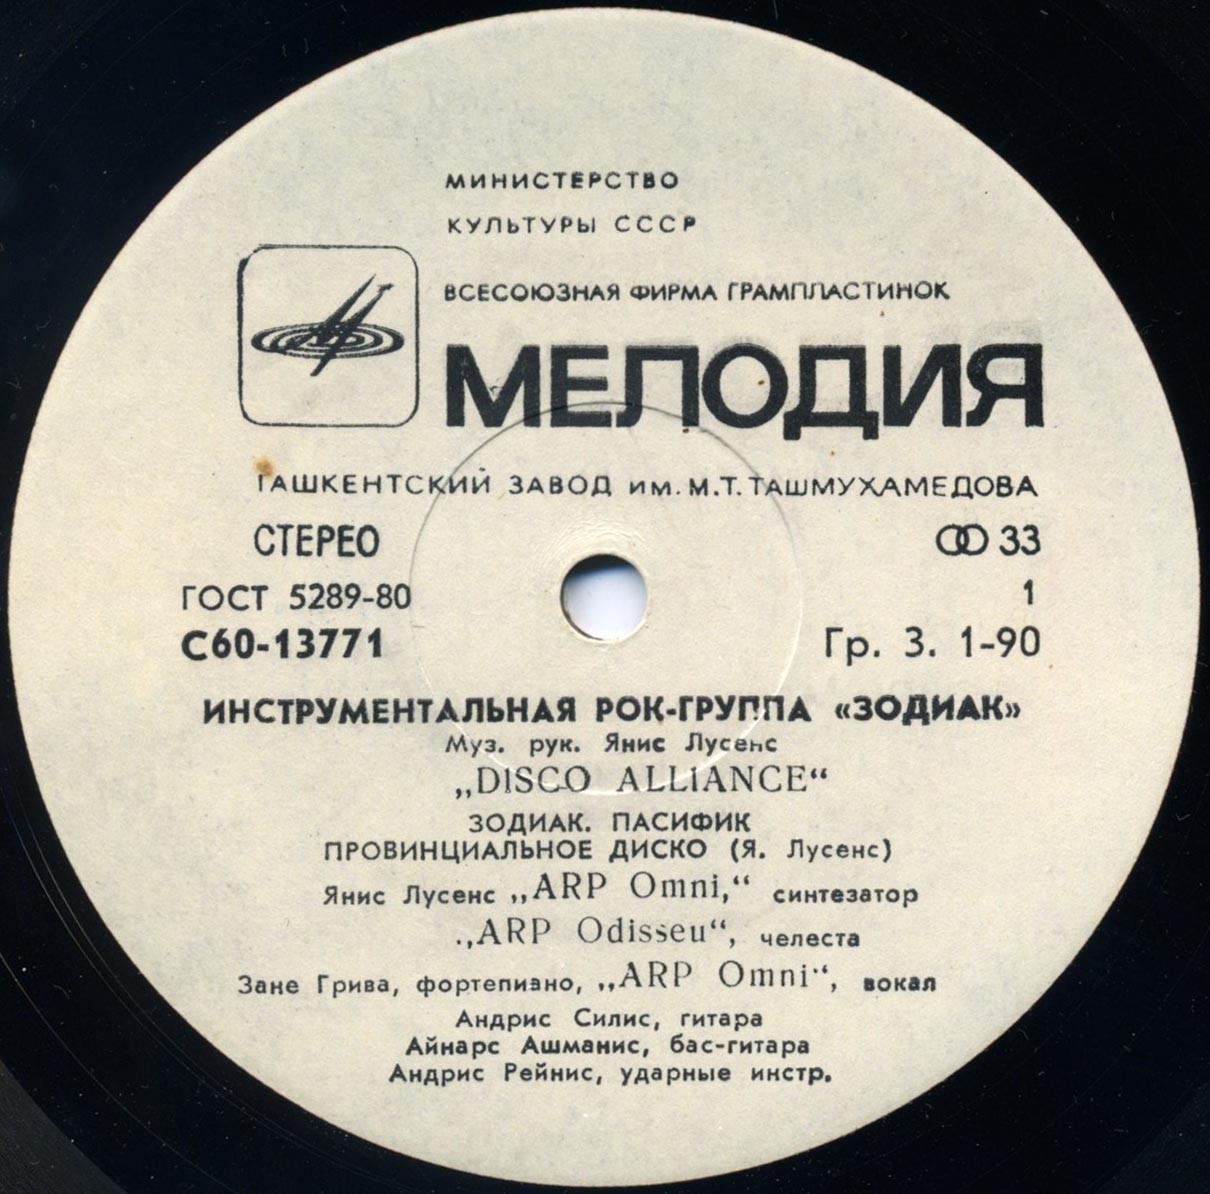 МИНИСТЕРСТВО
КУЛЬТУРЫ СССР
ВСЕСОЮЗНАЯ ФИРМА ГРАМПЛАСТИНОК
МЕЛОДИЯ
ТАШКЕНТСКИЙ ЗАВОД им. М.Т. ТАШМУХАМЕДОВА
СТЕРЕО 33
ГОСТ 5289-80 1
С60-13771 Гр. 3. 1-90
ИНСТРУМЕНТАЛЬНАЯ РОК-ГРУППА «ЗОДИАК»
Муз. рук. Янис Лусенс
„DISCO ALLIANCE“
ЗОДИАК. ПАСИФИК
ПРОВИНЦИАЛЬНОЕ ДИСКО (Я. Лусенс)
Янис Лусенс „ARP Omni,“ синтезатор
„ARP Odisseu“, челеста
Зане Грива, фортепиано, „ARP Omni“, вокал
Андрис Силис, гитара
Айнарс Ашманис, бас-гитара
Андрис Рейнис, ударные инстр.